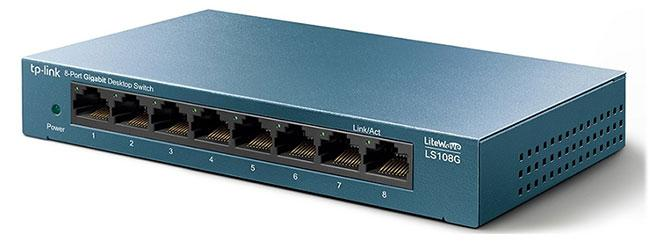 tp-link 8-Port Gigabit Desktop Switch
Power
Link/Act
LiteWave
LS108G
1 2 3 4 5 6 7 8